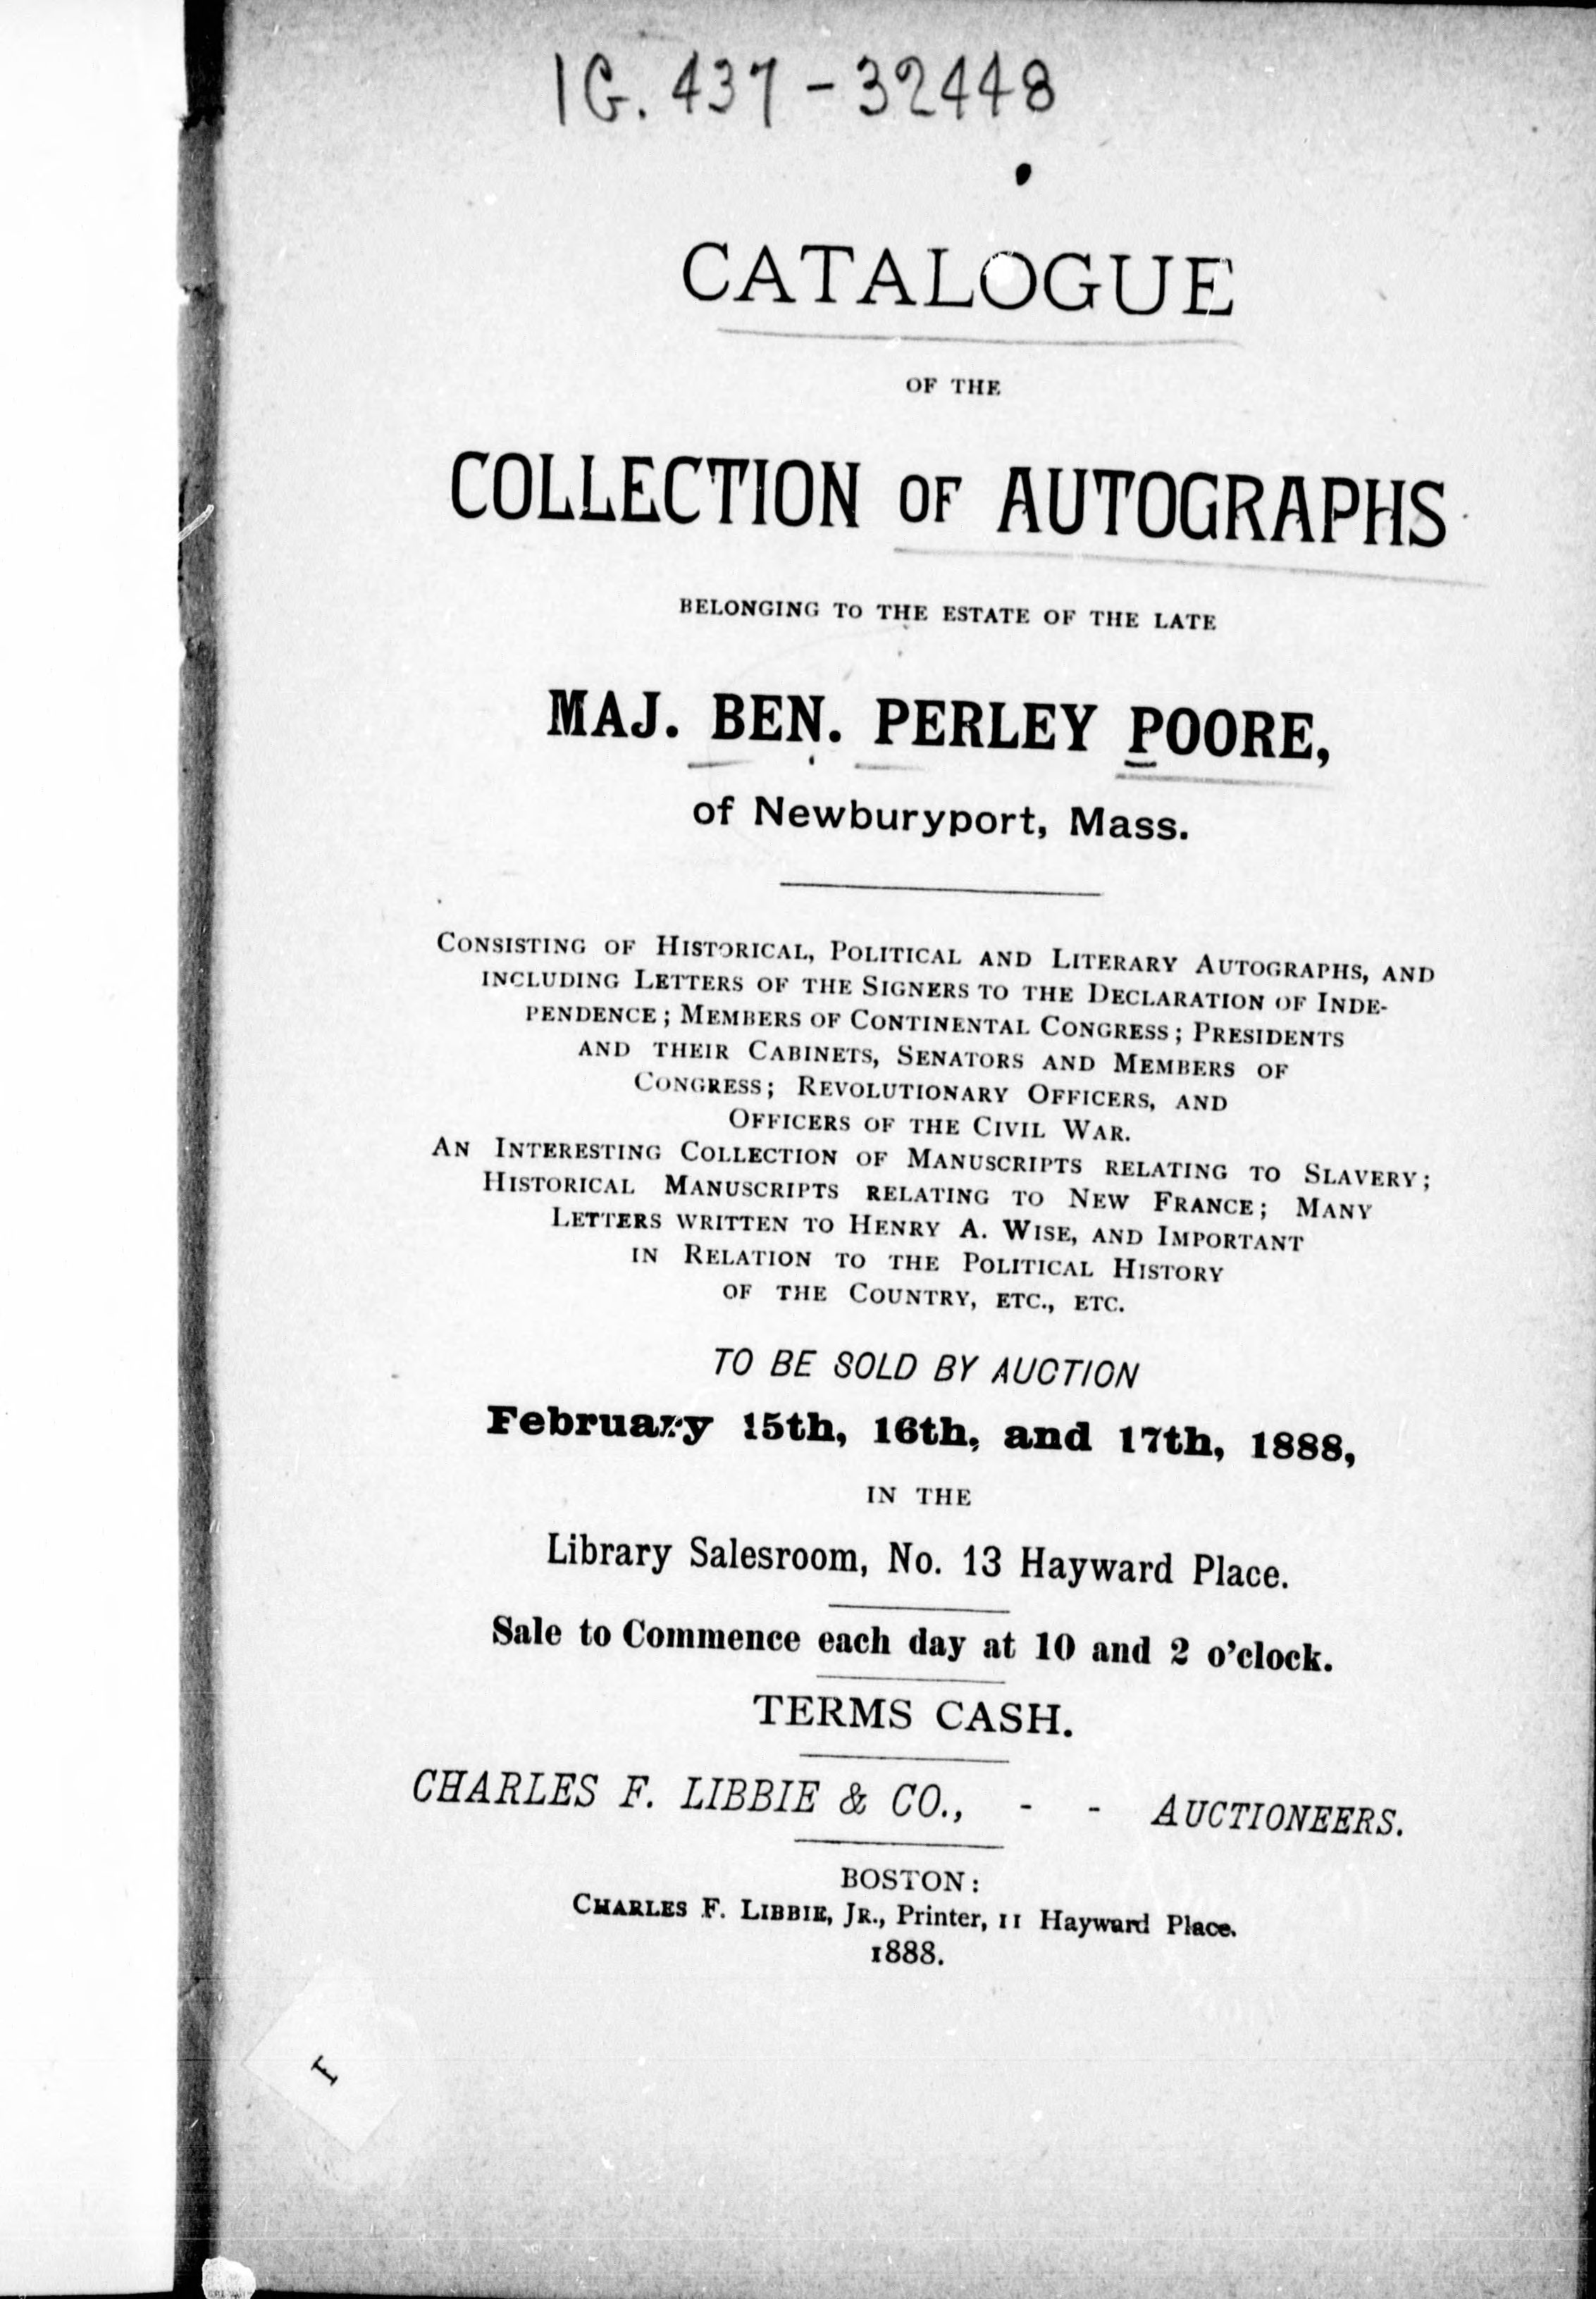 1G. 437-32448
CATALOGUE
OF THE
COLLECTION OF AUTOGRAPHS
BELONGING TO THE ESTATE OF THE LATE
MAJ. BEN. PERLEY POORE,
of Newburyport, Mass.
CONSISTING OF HISTORICAL, POLITICAL AND LITERARY AUTOGRAPHS, AND
INCLUDING LETTERS OF THE SIGNERS TO THE DECLARATION OF INDE-
PENDENCE; MEMBERS OF CONTINENTAL CONGRESS; PRESIDENTS
AND THEIR CABINETS, SENATORS AND MEMBERS OF
CONGRESS; REVOLUTIONARY OFFICERS, AND
OFFICERS OF THE CIVIL WAR.
AN INTERESTING COLLECTION OF MANUSCRIPTS RELATING TO SLAVERY;
HISTORICAL MANUSCRIPTS RELATING TO NEW FRANCE; MANY
LETTERS WRITTEN TO HENRY A. WISE, AND IMPORTANT
IN RELATION TO THE POLITICAL HISTORY
OF THE COUNTRY, ETC., ETC.
TO BE SOLD BY AUCTION
February 15th, 16th, and 17th, 1888,
IN THE
Library Salesroom, No. 13 Hayward Place.
Sale to Commence each day at 10 and 2 o'clock.
TERMS CASH.
CHARLES F. LIBBIE & CO., - - AUCTIONEERS.
BOSTON:
CHARLES F. LIBBIE, JR., Printer, 11 Hayward Place.
1888.
I